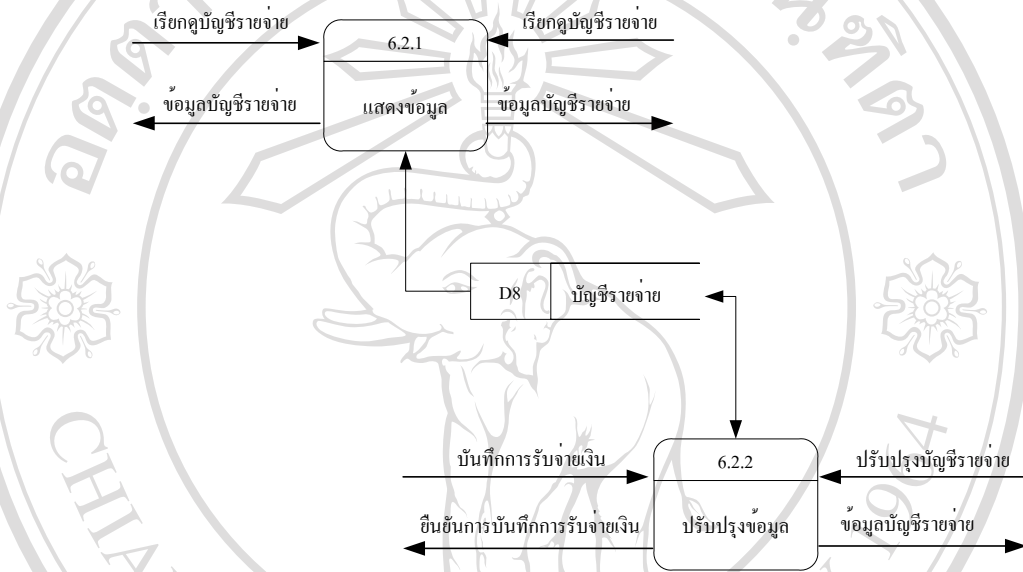 เรียกดูบัญชีรายจ่าย
เรียกดูบัญชีรายจ่าย
6.2.1
ข้อมูลบัญชีรายจ่าย
แสดงข้อมูล
ข้อมูลบัญชีรายจ่าย
D8
บัญชีรายจ่าย
บันทึกการรับจ่ายเงิน
6.2.2
ปรับปรุงบัญชีรายจ่าย
ยืนยันการบันทึกการรับจ่ายเงิน
ปรับปรุงข้อมูล
ข้อมูลบัญชีรายจ่าย
1964